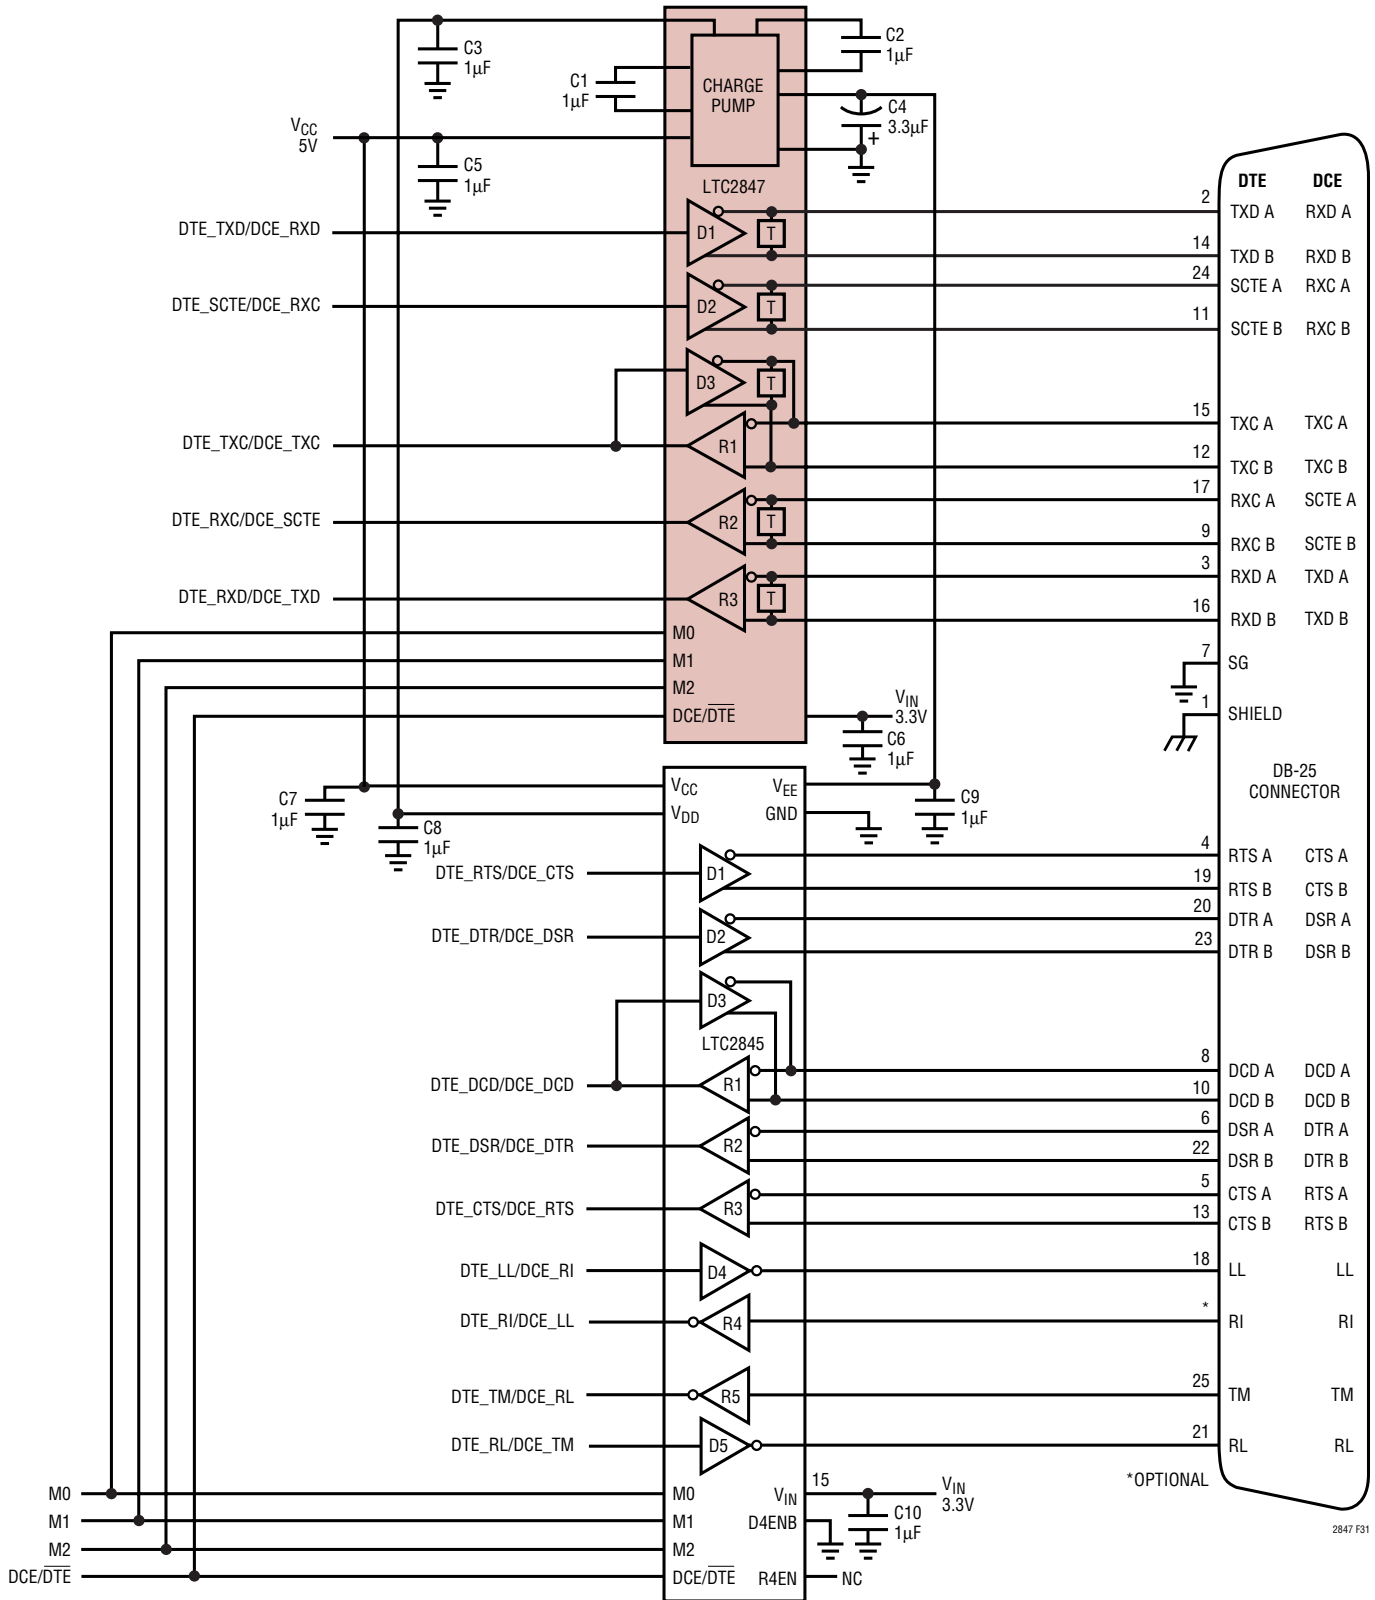 C3
1µF
C2
1µF
C1
1µF
CHARGE
PUMP
C4
3.3µF
+
VCC
5V
C5
1µF
LTC2847
DTE
DCE
DTE_TXD/DCE_RXD
D1
T
2
TXD A
RXD A
14
TXD B
RXD B
DTE_SCTE/DCE_RXC
D2
T
24
SCTE A
RXC A
11
SCTE B
RXC B
D3
T
DTE_TXC/DCE_TXC
R1
15
TXC A
TXC A
12
TXC B
TXC B
DTE_RXC/DCE_SCTE
R2
T
17
RXC A
SCTE A
9
RXC B
SCTE B
DTE_RXD/DCE_TXD
R3
T
3
RXD A
TXD A
16
RXD B
TXD B
M0
M1
M2
DCE/DTE
7
SG
1
SHIELD
VIN
3.3V
C6
1µF
DB-25
CONNECTOR
C7
1µF
C8
1µF
VCC
VDD
VEE
GND
C9
1µF
DTE_RTS/DCE_CTS
D1
4
RTS A
CTS A
19
RTS B
CTS B
DTE_DTR/DCE_DSR
D2
20
DTR A
DSR A
23
DTR B
DSR B
D3
LTC2845
DTE_DCD/DCE_DCD
R1
8
DCD A
DCD A
10
DCD B
DCD B
DTE_DSR/DCE_DTR
R2
6
DSR A
DTR A
22
DSR B
DTR B
DTE_CTS/DCE_RTS
R3
5
CTS A
RTS A
13
CTS B
RTS B
DTE_LL/DCE_RI
D4
18
LL
LL
DTE_RI/DCE_LL
R4
*
RI
RI
DTE_TM/DCE_RL
R5
25
TM
TM
DTE_RL/DCE_TM
D5
21
RL
RL
*OPTIONAL
M0
M1
M2
DCE/DTE
M0
M1
M2
DCE/DTE
VIN
D4ENB
R4EN
15
VIN
3.3V
C10
1µF
NC
2847 F31